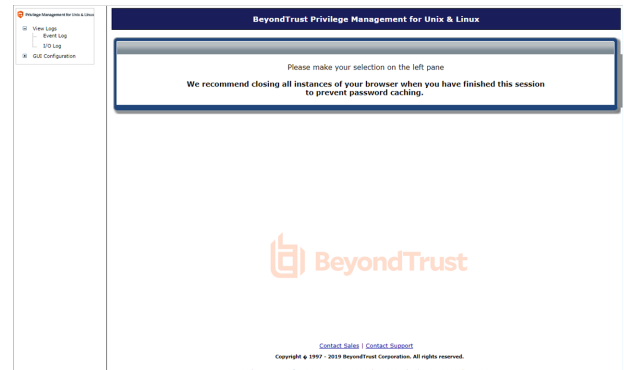 Privilege Management for Unix & Linux
View Logs
Event Log
I/O Log
GUI Configuration
BeyondTrust Privilege Management for Unix & Linux
Please make your selection on the left pane
We recommend closing all instances of your browser when you have finished this session
to prevent password caching.
BeyondTrust
Contact Sales | Contact Support
Copyright � 1997 - 2019 BeyondTrust Corporation. All rights reserved.